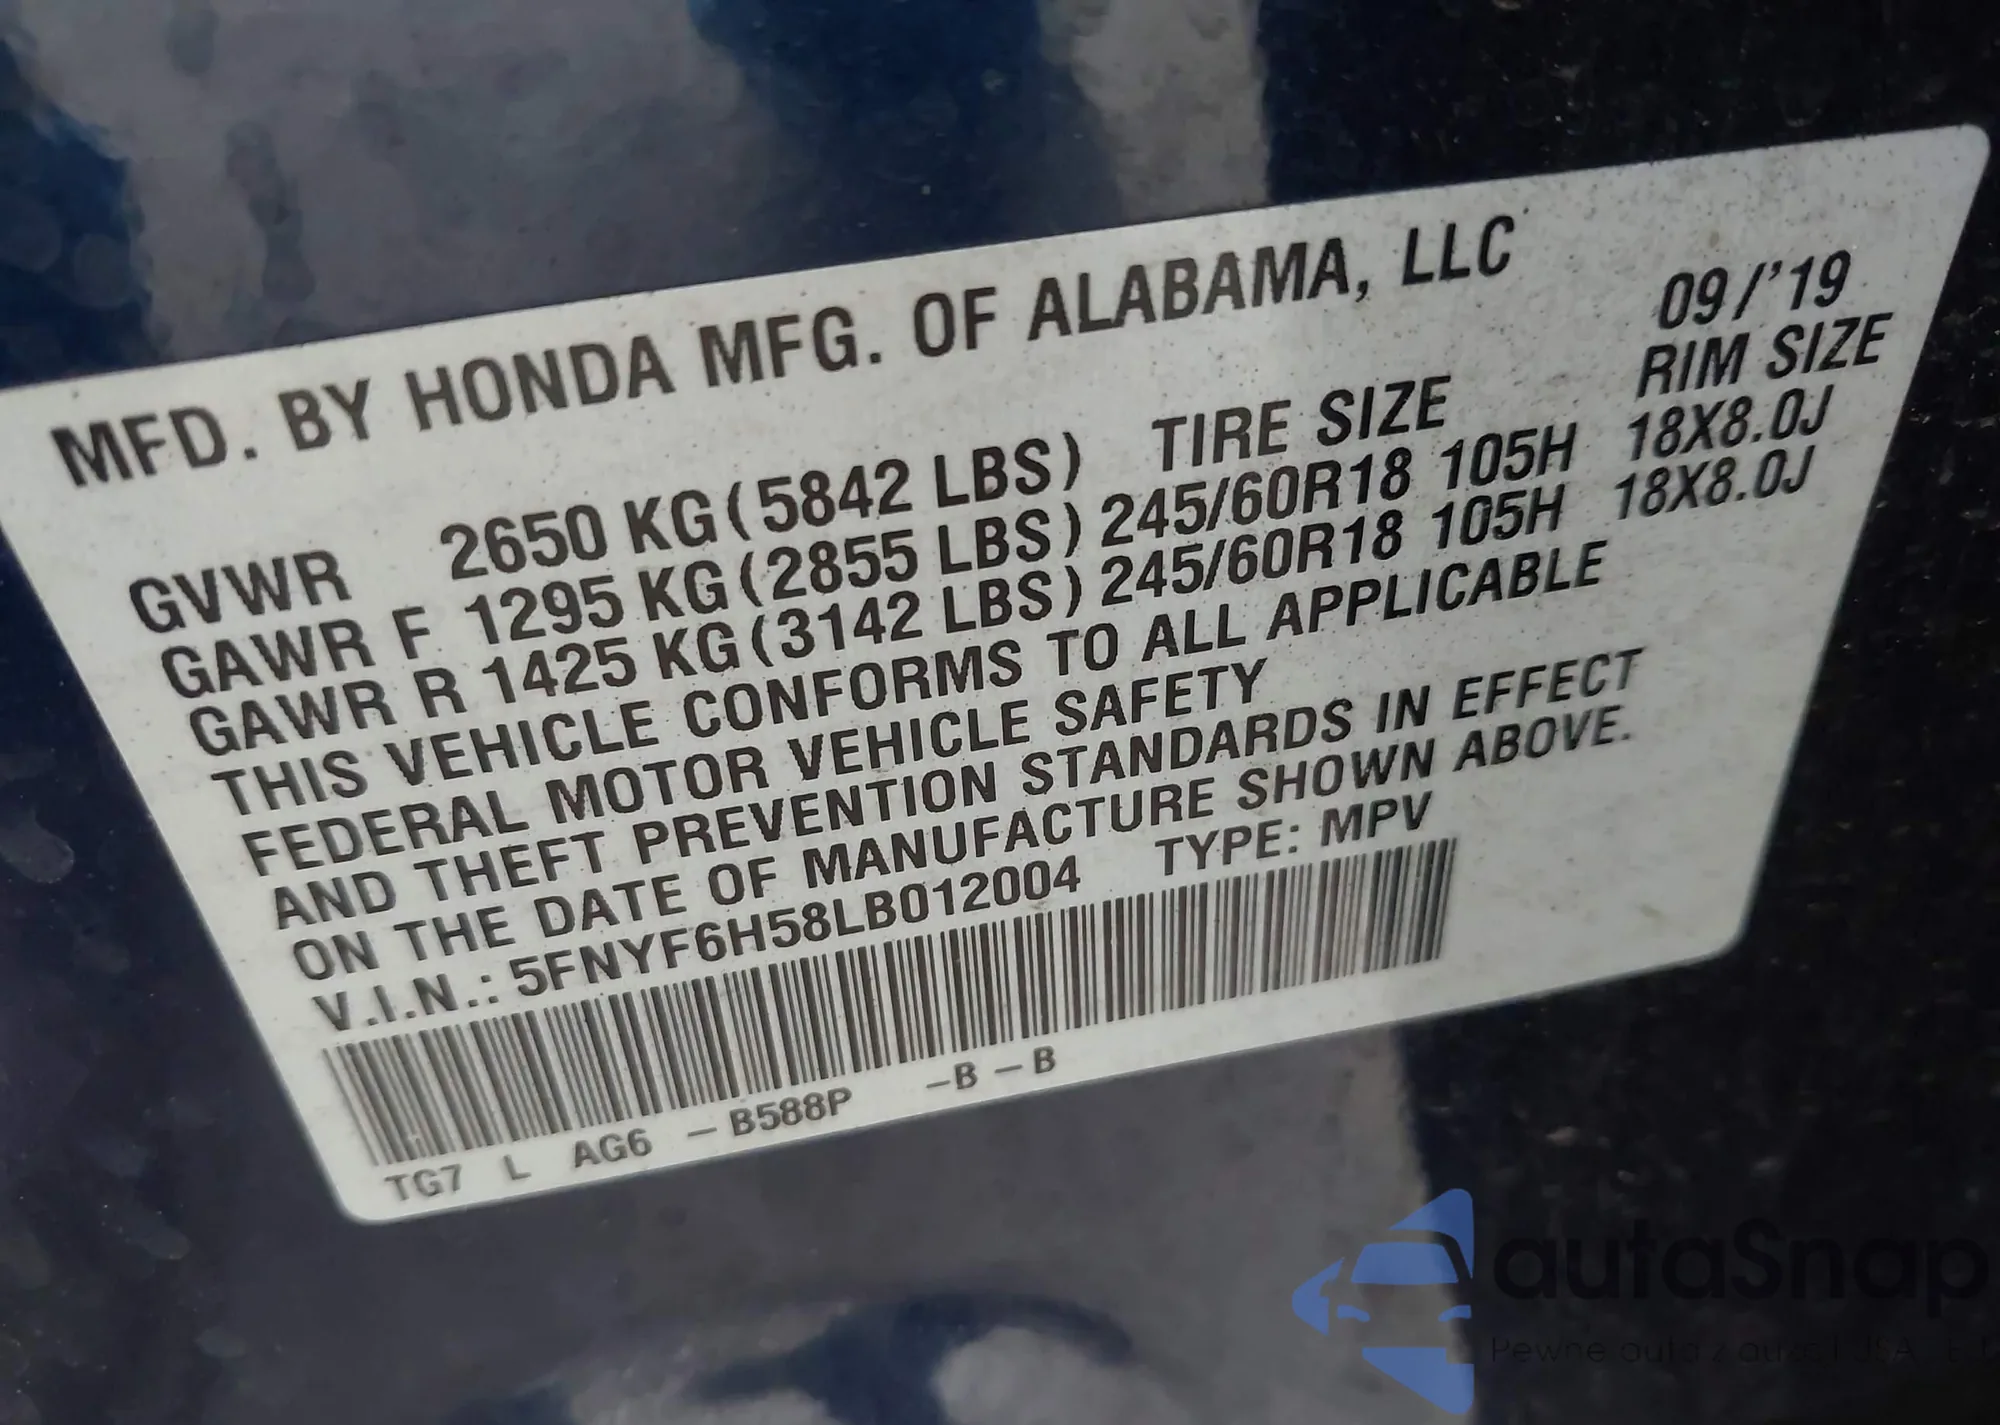 MFD. BY HONDA MFG. OF ALABAMA, LLC
09/'19
GVWR 2650 KG (5842 LBS) TIRE SIZE RIM SIZE
GAWR F 1295 KG (2855 LBS) 245/60R18 105H 18X8.0J
GAWR R 1425 KG (3142 LBS) 245/60R18 105H 18X8.0J
THIS VEHICLE CONFORMS TO ALL APPLICABLE
FEDERAL MOTOR VEHICLE SAFETY
AND THEFT PREVENTION STANDARDS IN EFFECT
ON THE DATE OF MANUFACTURE SHOWN ABOVE.
V.I.N.: 5FNYF6H58LB012004 TYPE: MPV
TG7 L AG6 – B588P – B – B
autaSnap
Pewne auta z